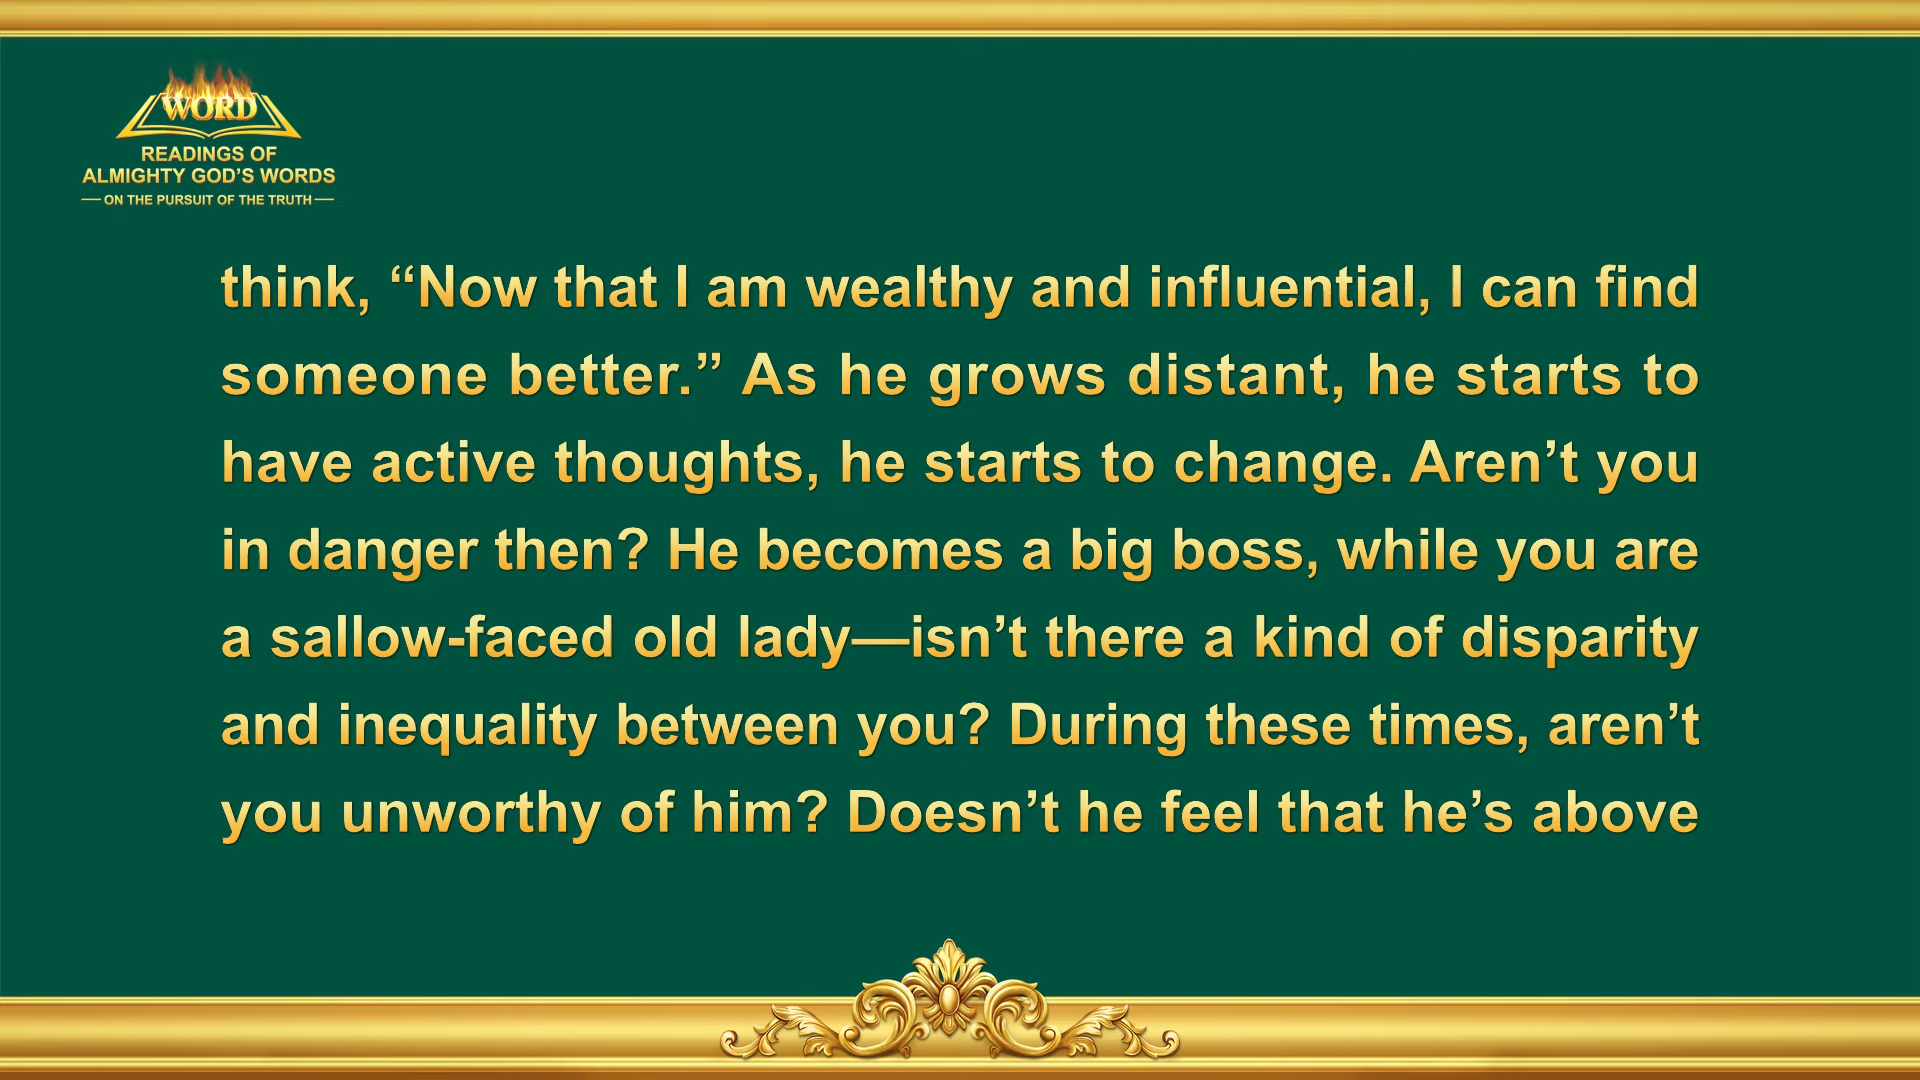 WORD
READINGS OF
ALMIGHTY GOD’S WORDS
— ON THE PURSUIT OF THE TRUTH —
think, “Now that I am wealthy and influential, I can find
someone better.” As he grows distant, he starts to
have active thoughts, he starts to change. Aren’t you
in danger then? He becomes a big boss, while you are
a sallow-faced old lady—isn’t there a kind of disparity
and inequality between you? During these times, aren’t
you unworthy of him? Doesn’t he feel that he’s above